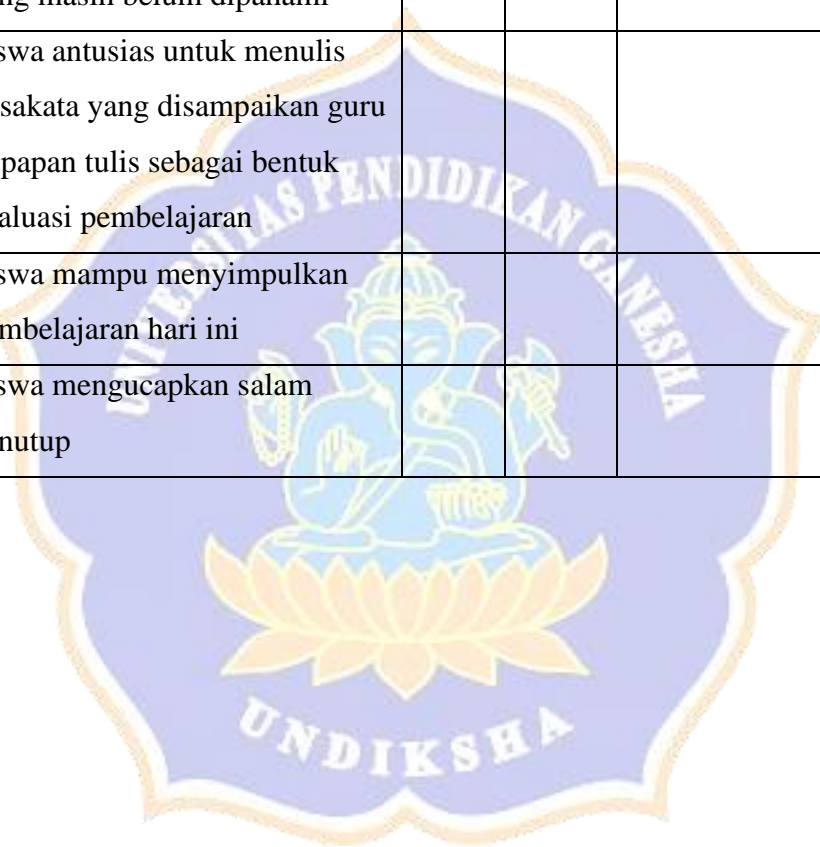 masih belum dipahami
swa antusias untuk menulis
sakata yang disampaikan guru
papan tulis sebagai bentuk
aluasi pembelajaran
swa mampu menyimpulkan
mbelajaran hari ini
swa mengucapkan salam
nutup
UNIVERSITAS PENDIDIKAN GANESHA
UNDIKSHA